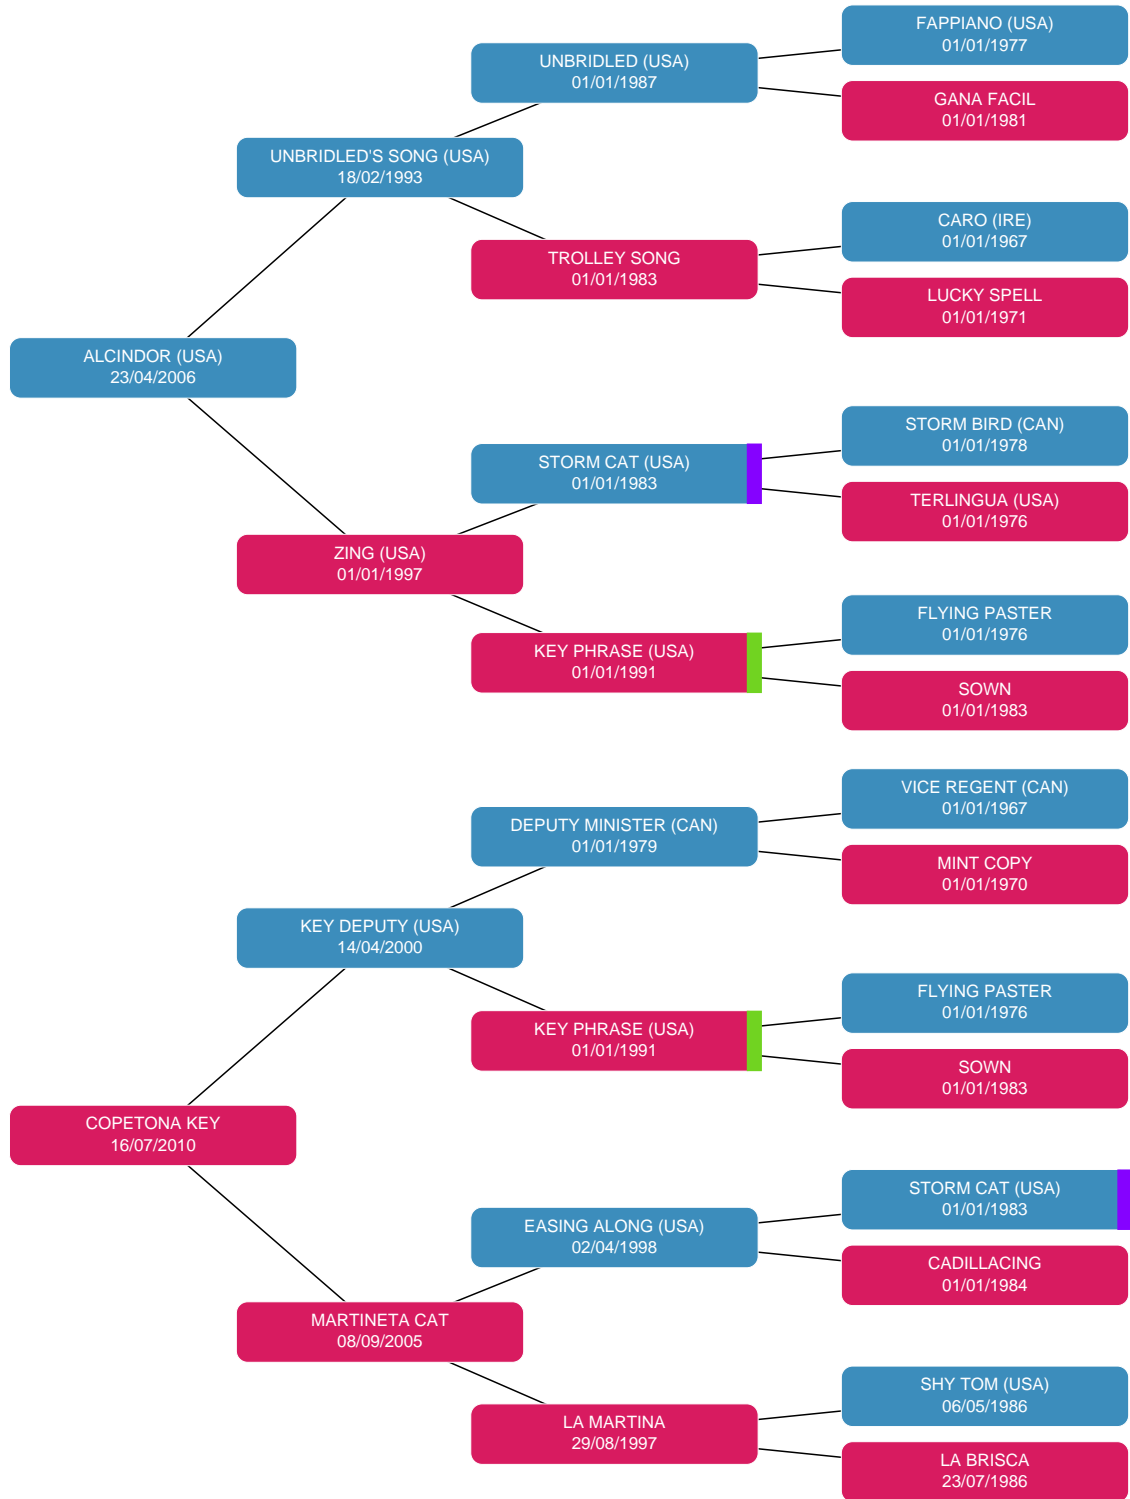 FAPPIANO (USA)
01/01/1977
UNBRIDLED (USA)
01/01/1987
GANA FACIL
01/01/1981
UNBRIDLED'S SONG (USA)
18/02/1993
CARO (IRE)
01/01/1967
TROLLEY SONG
01/01/1983
LUCKY SPELL
01/01/1971
ALCINDOR (USA)
23/04/2006
STORM BIRD (CAN)
01/01/1978
STORM CAT (USA)
01/01/1983
TERLINGUA (USA)
01/01/1976
ZING (USA)
01/01/1997
FLYING PASTER
01/01/1976
KEY PHRASE (USA)
01/01/1991
SOWN
01/01/1983
VICE REGENT (CAN)
01/01/1967
DEPUTY MINISTER (CAN)
01/01/1979
MINT COPY
01/01/1970
KEY DEPUTY (USA)
14/04/2000
FLYING PASTER
01/01/1976
KEY PHRASE (USA)
01/01/1991
SOWN
01/01/1983
COPETONA KEY
16/07/2010
STORM CAT (USA)
01/01/1983
EASING ALONG (USA)
02/04/1998
CADILLACING
01/01/1984
MARTINETA CAT
08/09/2005
SHY TOM (USA)
06/05/1986
LA MARTINA
29/08/1997
LA BRISCA
23/07/1986